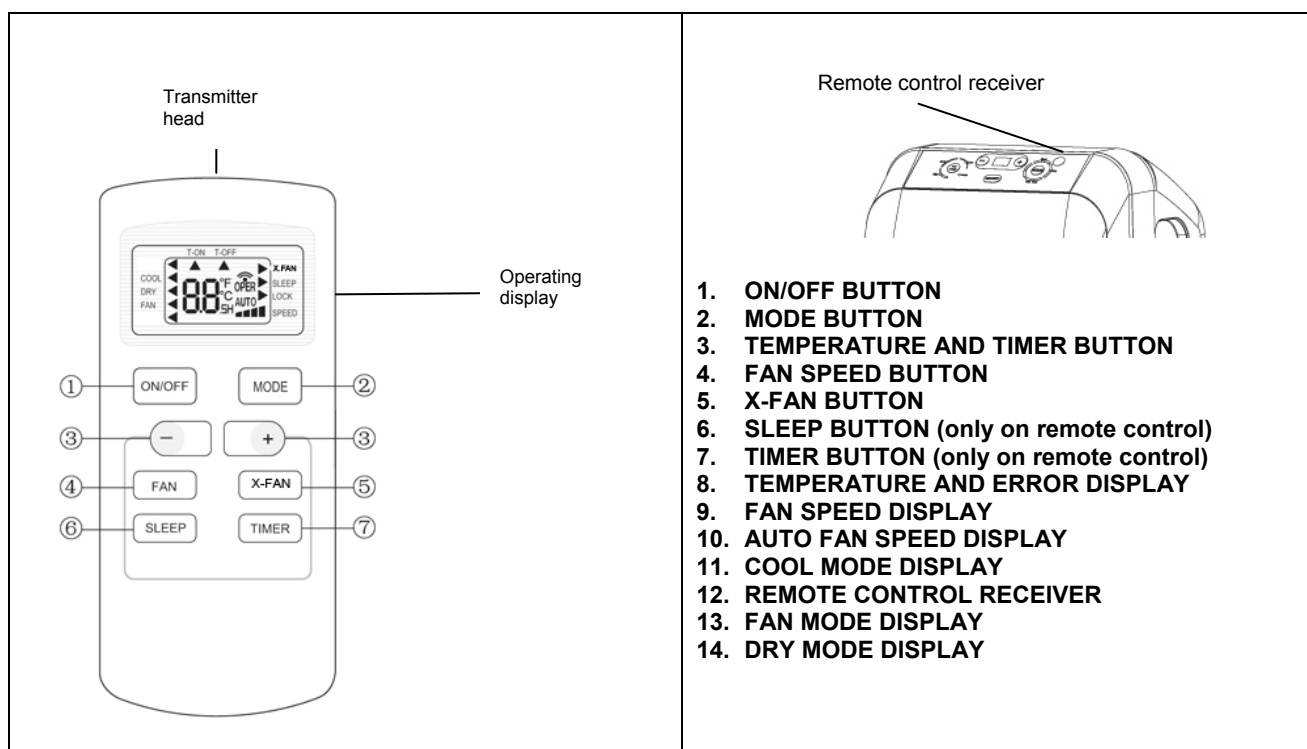 Transmitter
head
Operating
display
T-ON T-OFF
X.FAN
COOL
DRY
FAN
88
°F
°C
SH
OPER
AUTO
SLEEP
LOCK
SPEED
① ON/OFF MODE ②
③ − + ③
④ FAN X-FAN ⑤
⑥ SLEEP TIMER ⑦
Remote control receiver
1. ON/OFF BUTTON
2. MODE BUTTON
3. TEMPERATURE AND TIMER BUTTON
4. FAN SPEED BUTTON
5. X-FAN BUTTON
6. SLEEP BUTTON (only on remote control)
7. TIMER BUTTON (only on remote control)
8. TEMPERATURE AND ERROR DISPLAY
9. FAN SPEED DISPLAY
10. AUTO FAN SPEED DISPLAY
11. COOL MODE DISPLAY
12. REMOTE CONTROL RECEIVER
13. FAN MODE DISPLAY
14. DRY MODE DISPLAY